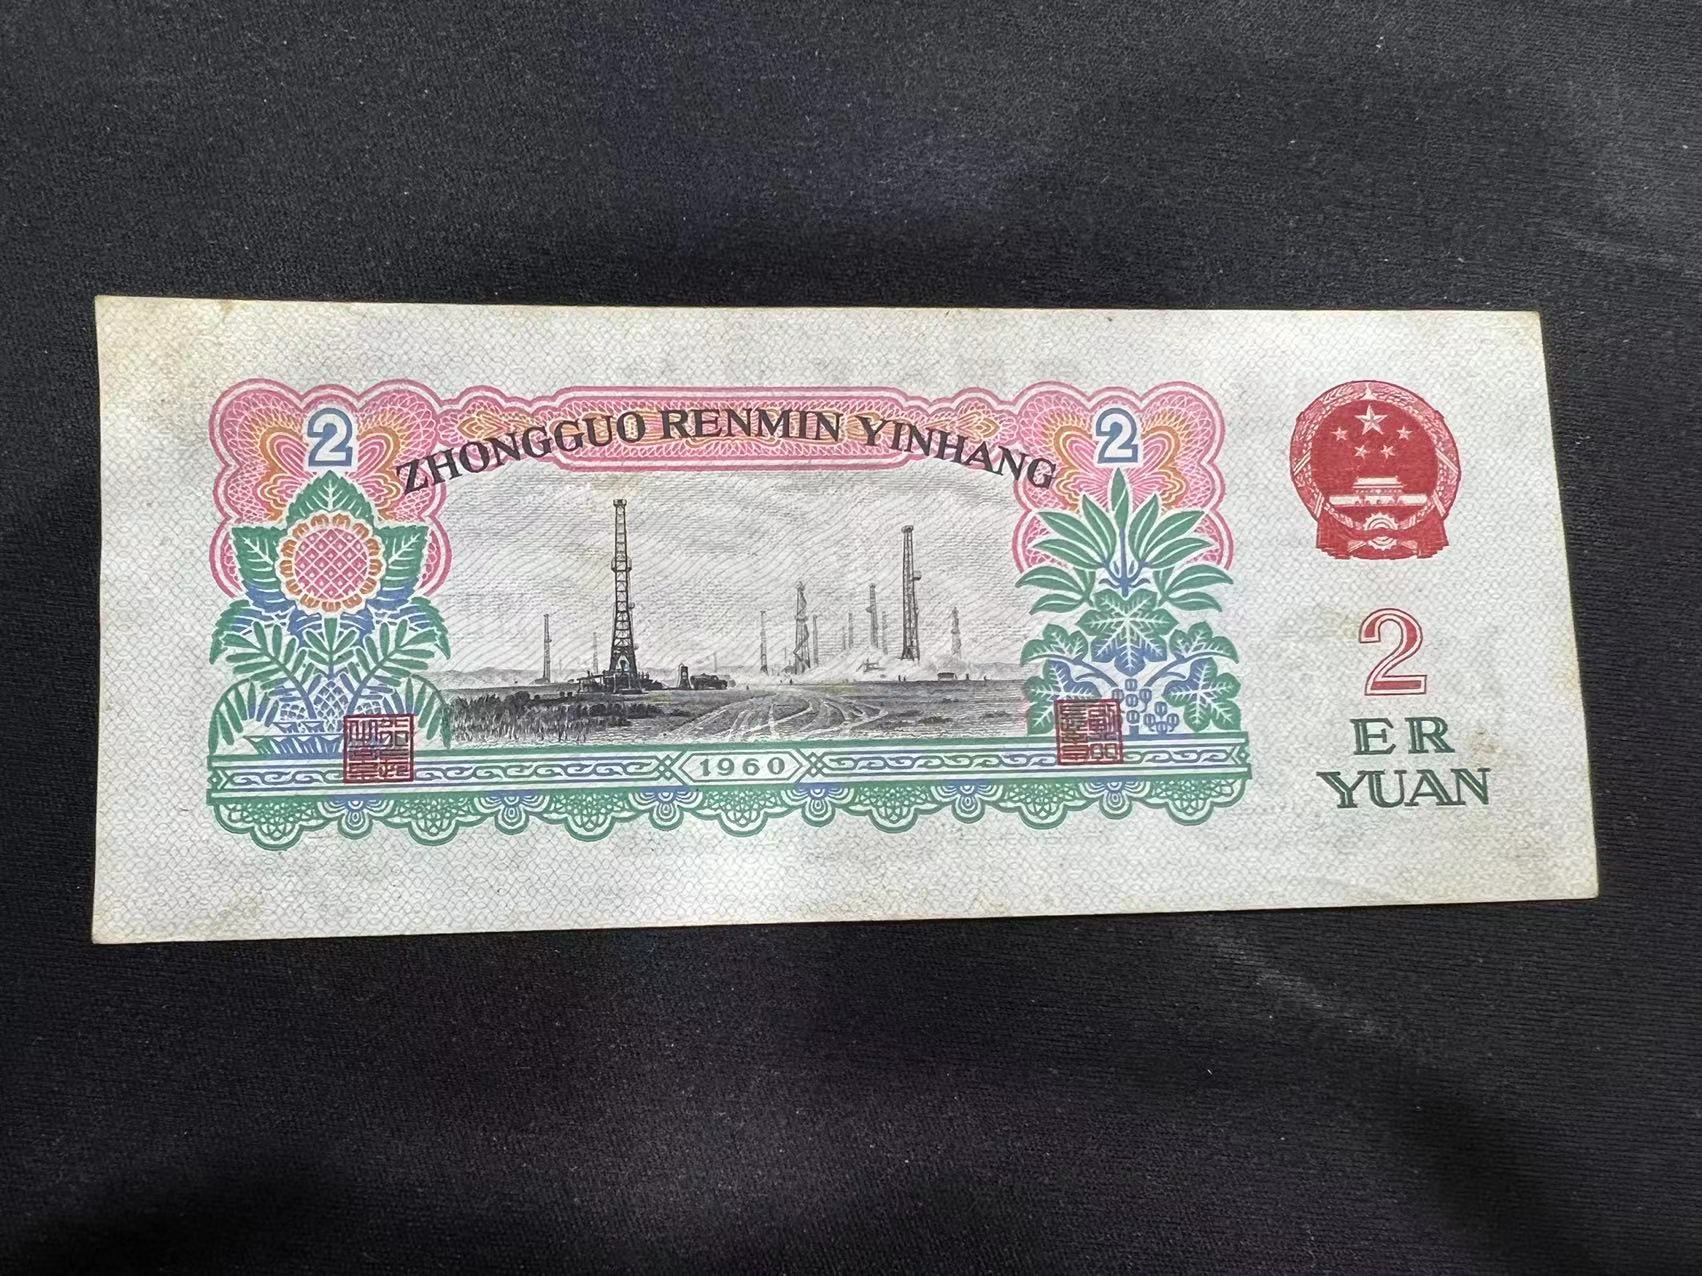 2
ZHONGGUO RENMIN YINHANG
2
1960
2
ER
YUAN